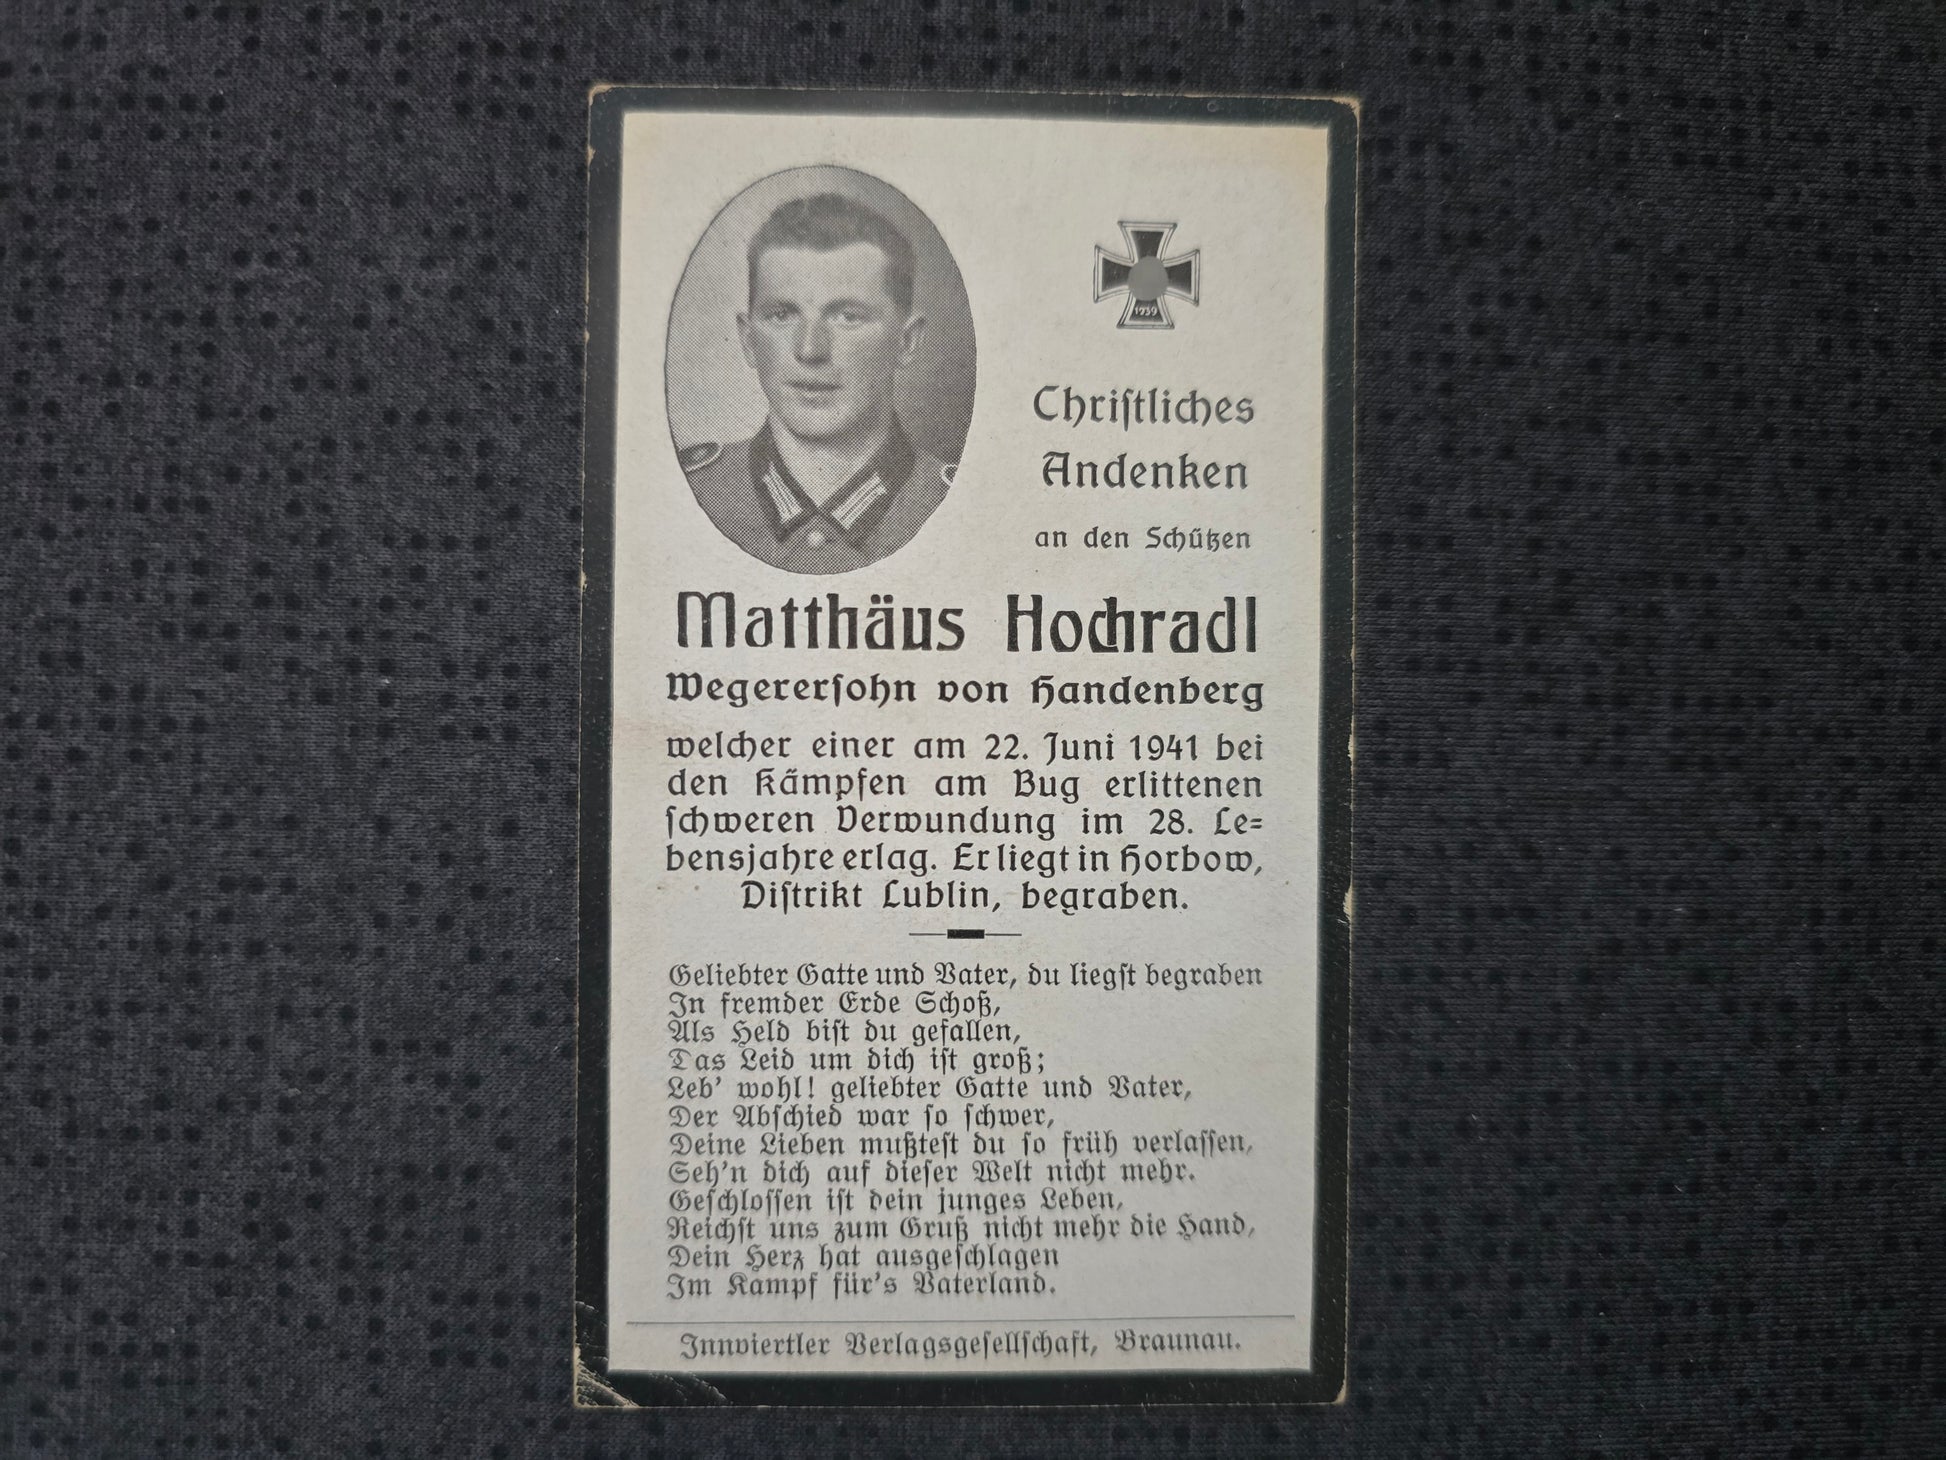 1939
Christliches
Andenken
an den Schützen
Matthäus Hochradl
Wegerersohn von Handenberg
welcher einer am 22. Juni 1941 bei
den Kämpfen am Bug erlittenen
schweren Verwundung im 28. Le=
bensjahre erlag. Er liegt in Horbow,
Distrikt Lublin, begraben.
Geliebter Gatte und Vater, du liegst begraben
In fremder Erde Schoß,
Als Held bist du gefallen,
Das Leid um dich ist groß;
Leb' wohl! geliebter Gatte und Vater,
Der Abschied war so schwer,
Deine Lieben mußtest du so früh verlassen,
Seh'n dich auf dieser Welt nicht mehr.
Geschlossen ist dein junges Leben,
Reichst uns zum Gruß nicht mehr die Hand,
Dein Herz hat ausgeschlagen
Im Kampf für's Vaterland.
Innviertler Verlagsgesellschaft, Braunau.